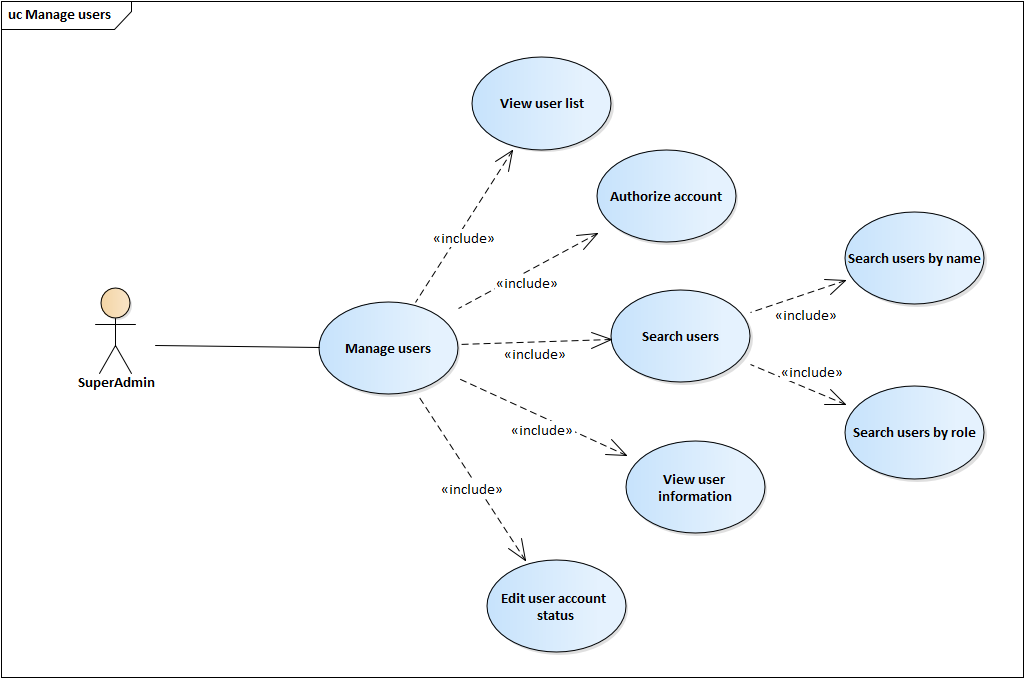 uc Manage users
View user list
Authorize account
«include»
Search users by name
«include»
«include»
SuperAdmin
Manage users
«include»
Search users
«include»
«include»
Search users by role
View user
information
«include»
Edit user account
status